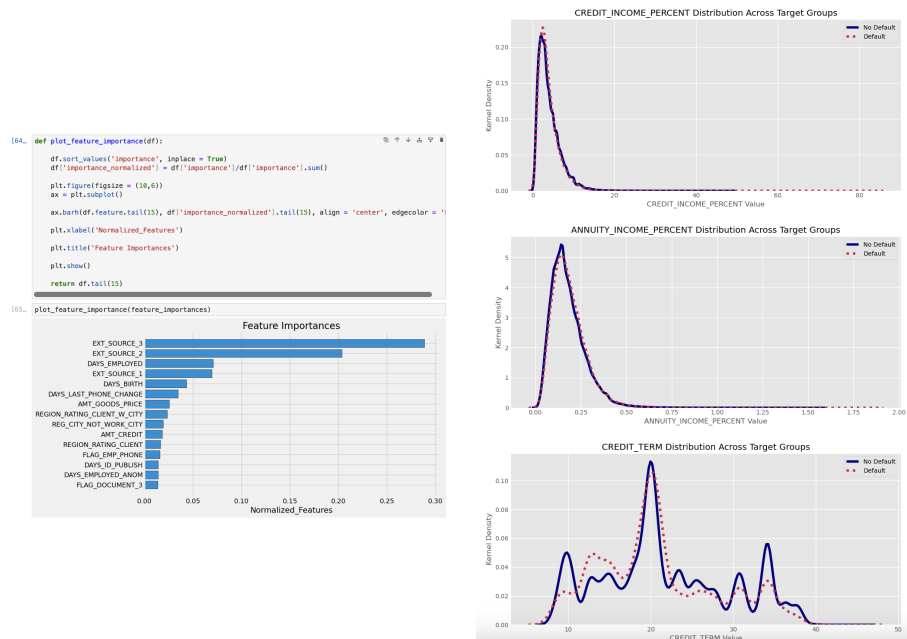 [64…
def plot_feature_importance(df):
df.sort_values('importance', inplace = True)
df['importance_normalized'] = df['importance']/df['importance'].sum()
plt.figure(figsize = (10,6))
ax = plt.subplot()
ax.barh(df.feature.tail(15), df['importance_normalized'].tail(15), align = 'center', edgecolor = '
plt.xlabel('Normalized_Features')
plt.title('Feature Importances')
plt.show()
return df.tail(15)
[65…
plot_feature_importance(feature_importances)
Feature Importances
EXT_SOURCE_3
EXT_SOURCE_2
DAYS_EMPLOYED
EXT_SOURCE_1
DAYS_BIRTH
DAYS_LAST_PHONE_CHANGE
AMT_GOODS_PRICE
REGION_RATING_CLIENT_W_CITY
REG_CITY_NOT_WORK_CITY
AMT_CREDIT
REGION_RATING_CLIENT
FLAG_EMP_PHONE
DAYS_ID_PUBLISH
DAYS_EMPLOYED_ANOM
FLAG_DOCUMENT_3
0.00 0.05 0.10 0.15 0.20 0.25 0.30
Normalized_Features
CREDIT_INCOME_PERCENT Distribution Across Target Groups
No Default
Default
Kernel Density
0.20
0.15
0.10
0.05
0.00
0 20 40 60 80
CREDIT_INCOME_PERCENT Value
ANNUITY_INCOME_PERCENT Distribution Across Target Groups
No Default
Default
Kernel Density
5
4
3
2
1
0
0.00 0.25 0.50 0.75 1.00 1.25 1.50 1.75 2.00
ANNUITY_INCOME_PERCENT Value
CREDIT_TERM Distribution Across Target Groups
No Default
Default
Kernel Density
0.10
0.08
0.06
0.04
0.02
0.00
10 20 30 40 50
CREDIT_TERM Value